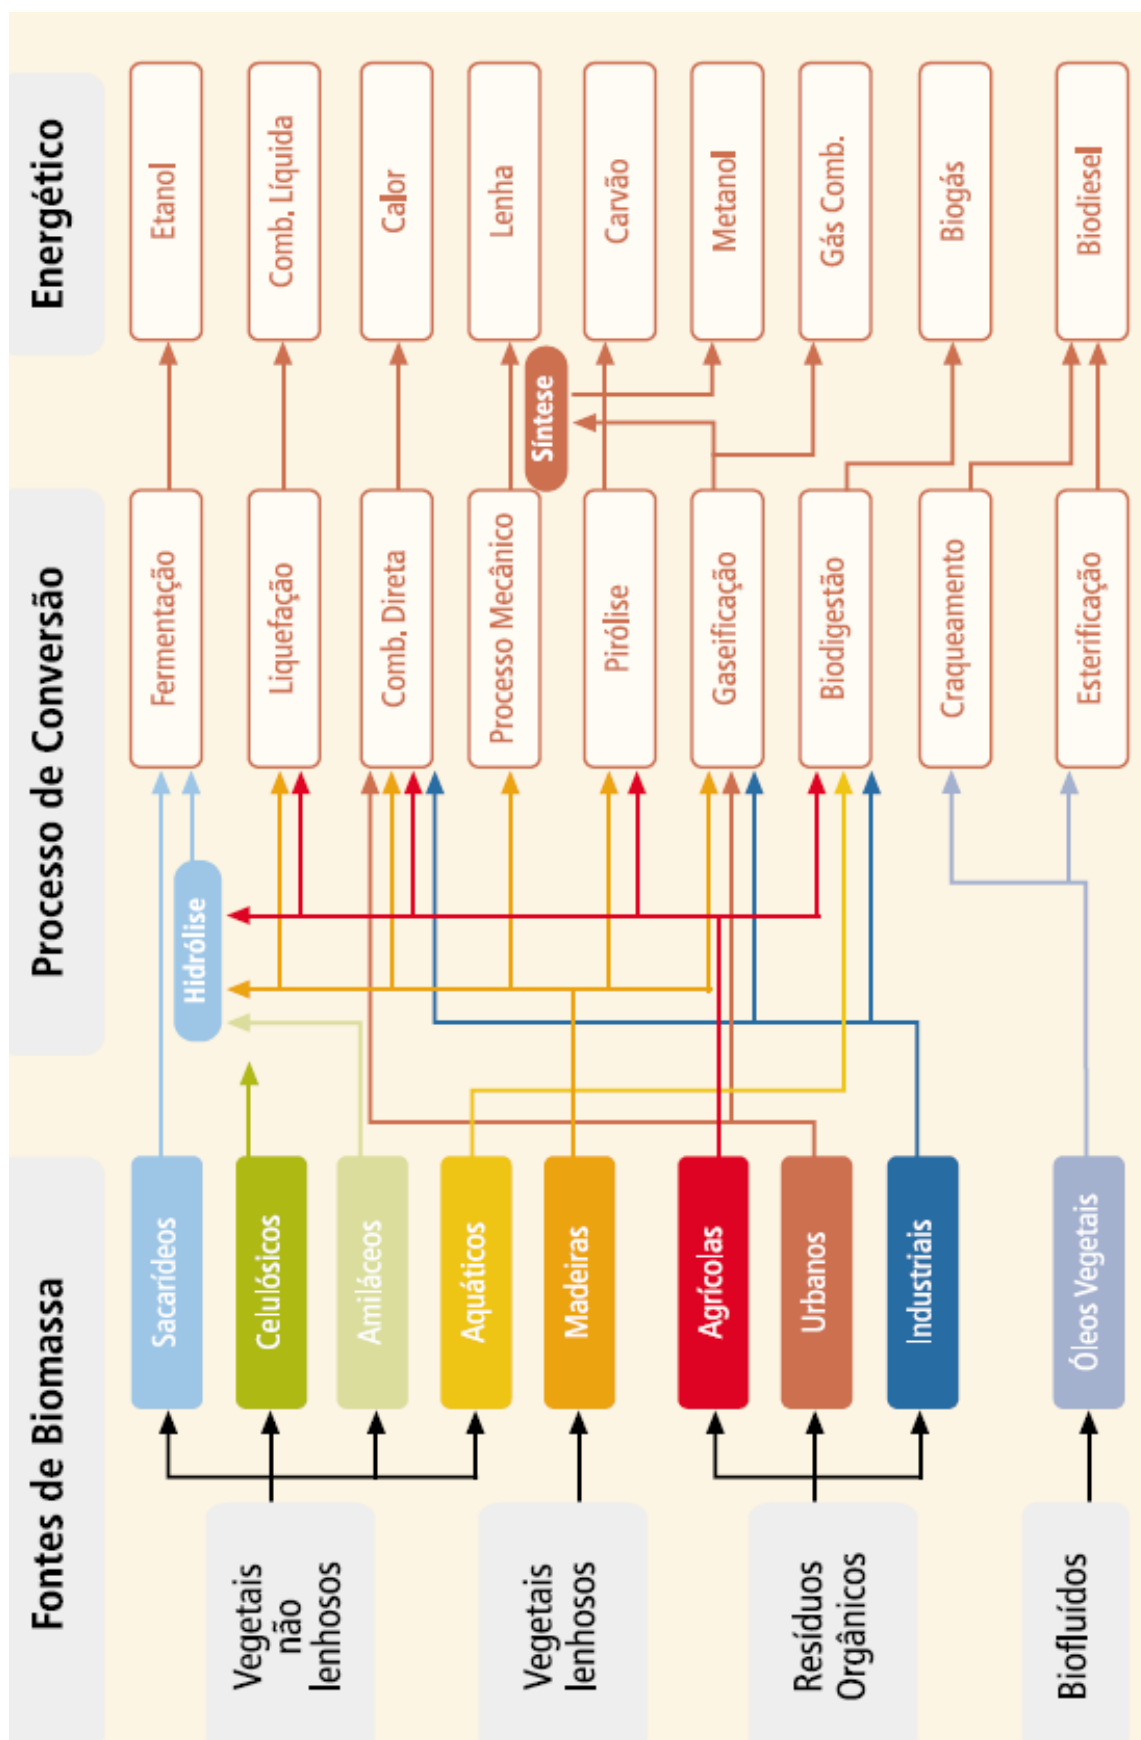 Fontes de Biomassa
Processo de Conversão
Energético
Vegetais
não
lenhosos
Vegetais
lenhosos
Resíduos
Orgânicos
Biofluídos
Sacarídeos
Celulósicos
Amiláceos
Aquáticos
Madeiras
Agrícolas
Urbanos
Industriais
Óleos Vegetais
Hidrólise
Fermentação
Liquefação
Comb. Direta
Processo Mecânico
Pirólise
Gaseificação
Biodigestão
Craqueamento
Esterificação
Síntese
Etanol
Comb. Líquida
Calor
Lenha
Carvão
Metanol
Gás Comb.
Biogás
Biodiesel